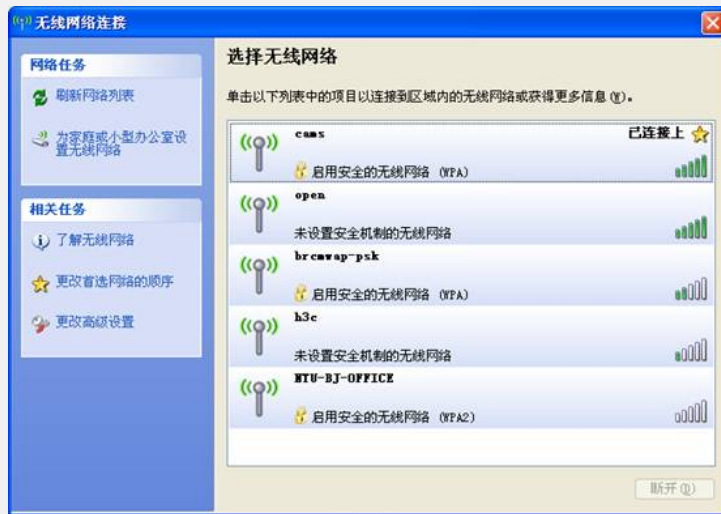 无线网络连接
网络任务
刷新网络列表
为家庭或小型办公室设
置无线网络
相关任务
了解无线网络
更改首选网络的顺序
更改高级设置
选择无线网络
单击以下列表中的项目以连接到区域内的无线网络或获得更多信息(W)。
cams 已连接上
启用安全的无线网络 (WPA)
open
未设置安全机制的无线网络
brcmwap-psk
启用安全的无线网络 (WPA)
h3c
未设置安全机制的无线网络
NTU-BJ-OFFICE
启用安全的无线网络 (WPA2)
断开(D)